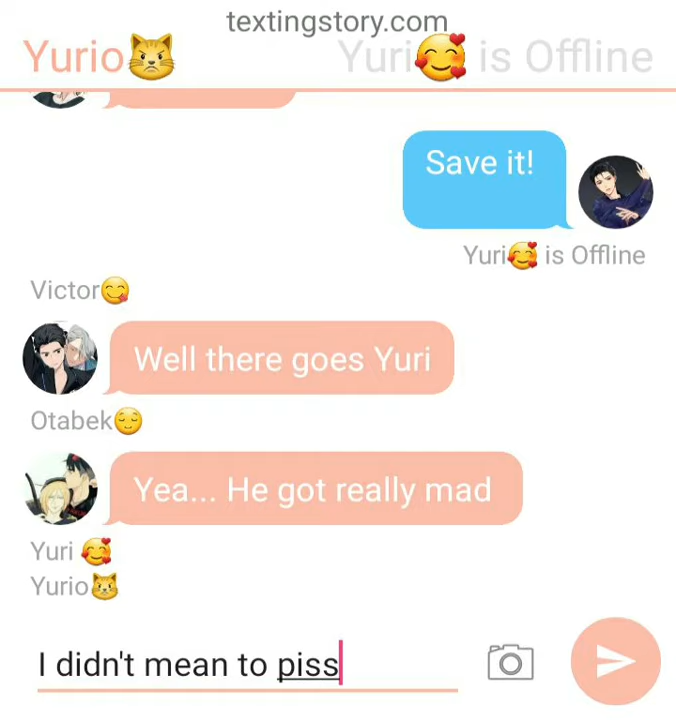 textingstory.com
Yurio😾 Yuri🥰 is Offline
Save it!
Yuri🥰 is Offline
Victor😋
Well there goes Yuri
Otabek😌
Yea... He got really mad
Yuri 🥰
Yurio😼
I didn't mean to piss